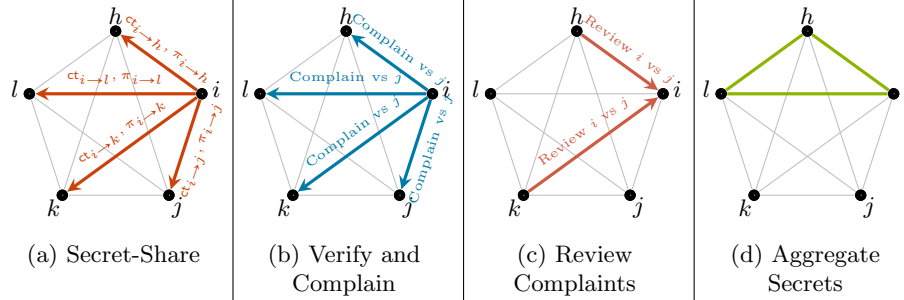 h
ct_{i→h}, π_{i→h}
l
ct_{i→l}, π_{i→l}
i
ct_{i→k}, π_{i→k}
ct_{i→j}, π_{i→j}
k
j
(a) Secret-Share
h
Complain vs j
l
Complain vs j
i
Complain vs j
Complain vs j
k
j
(b) Verify and
Complain
h
Review i vs j
l
i
Review i vs j
k
j
(c) Review
Complaints
h
l
k
j
(d) Aggregate
Secrets